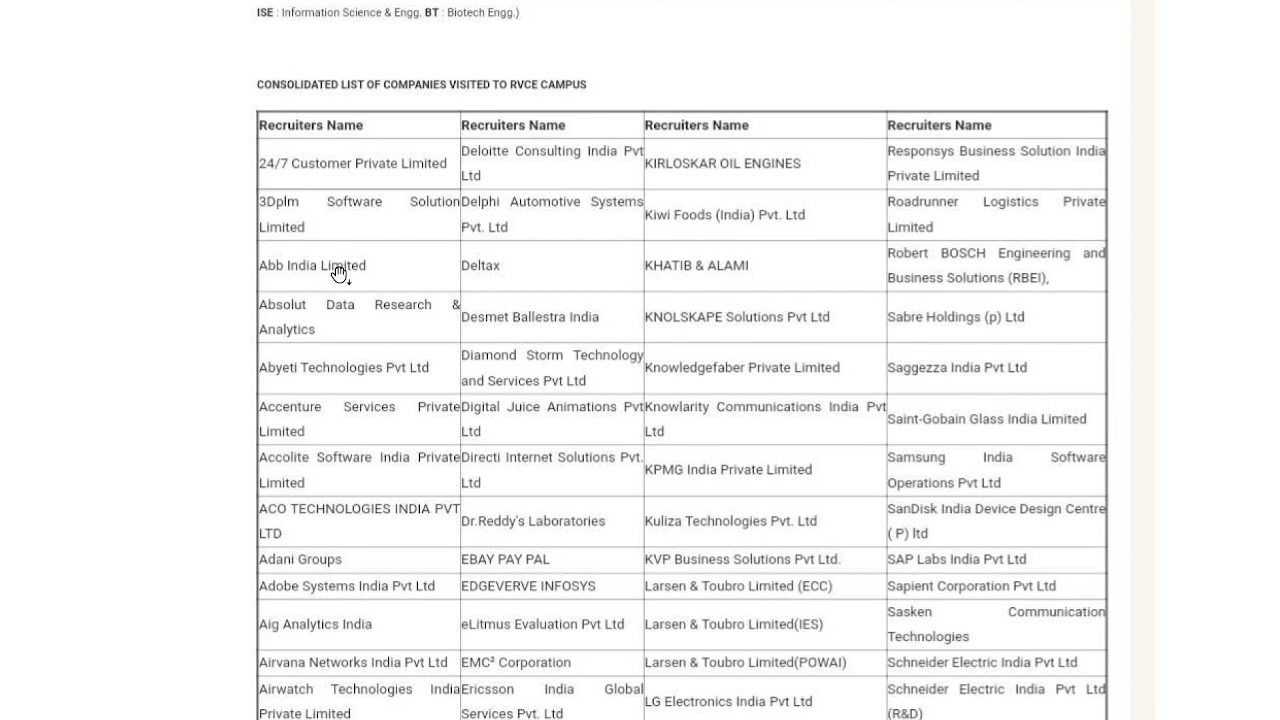 ISE : Information Science & Engg. BT : Biotech Engg.)
CONSOLIDATED LIST OF COMPANIES VISITED TO RVCE CAMPUS
Recruiters Name Recruiters Name Recruiters Name Recruiters Name
24/7 Customer Private Limited
Deloitte Consulting India Pvt
Ltd
KIRLOSKAR OIL ENGINES
Responsys Business Solution India
Private Limited
3Dplm Software Solution
Limited
Delphi Automotive Systems
Pvt. Ltd
Kiwi Foods (India) Pvt. Ltd
Roadrunner Logistics Private
Limited
Abb India Limited
Deltax
KHATIB & ALAMI
Robert BOSCH Engineering and
Business Solutions (RBEI),
Absolut Data Research &
Analytics
Desmet Ballestra India
KNOLSKAPE Solutions Pvt Ltd
Sabre Holdings (p) Ltd
Abyeti Technologies Pvt Ltd
Diamond Storm Technology
and Services Pvt Ltd
Knowledgefaber Private Limited
Saggezza India Pvt Ltd
Accenture Services Private
Limited
Digital Juice Animations Pvt
Ltd
Knowlarity Communications India Pvt
Ltd
Saint-Gobain Glass India Limited
Accolite Software India Private
Limited
Directi Internet Solutions Pvt.
Ltd
KPMG India Private Limited
Samsung India Software
Operations Pvt Ltd
ACO TECHNOLOGIES INDIA PVT
LTD
Dr.Reddy's Laboratories
Kuliza Technologies Pvt. Ltd
SanDisk India Device Design Centre
( P) ltd
Adani Groups
EBAY PAY PAL
KVP Business Solutions Pvt Ltd.
SAP Labs India Pvt Ltd
Adobe Systems India Pvt Ltd
EDGEVERVE INFOSYS
Larsen & Toubro Limited (ECC)
Sapient Corporation Pvt Ltd
Aig Analytics India
eLitmus Evaluation Pvt Ltd
Larsen & Toubro Limited(IES)
Sasken Communication
Technologies
Airvana Networks India Pvt Ltd
EMC² Corporation
Larsen & Toubro Limited(POWAI)
Schneider Electric India Pvt Ltd
Airwatch Technologies India
Private Limited
Ericsson India Global
Services Pvt. Ltd
LG Electronics India Pvt Ltd
Schneider Electric India Pvt Ltd
(R&D)